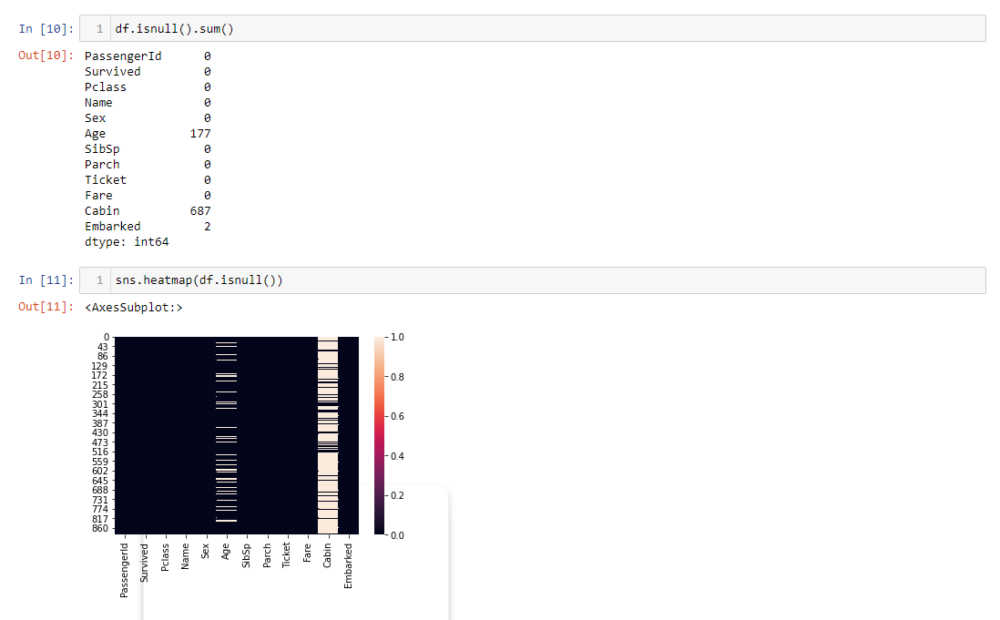 In [10]: 1 df.isnull().sum()
Out[10]: PassengerId 0
Survived 0
Pclass 0
Name 0
Sex 0
Age 177
SibSp 0
Parch 0
Ticket 0
Fare 0
Cabin 687
Embarked 2
dtype: int64
In [11]: 1 sns.heatmap(df.isnull())
Out[11]: <AxesSubplot:>
0
43
86
129
172
215
258
301
344
387
430
473
516
559
602
645
688
731
774
817
860
1.0
0.8
0.6
0.4
0.2
0.0
PassengerId
Survived
Pclass
Name
Sex
Age
SibSp
Parch
Ticket
Fare
Cabin
Embarked